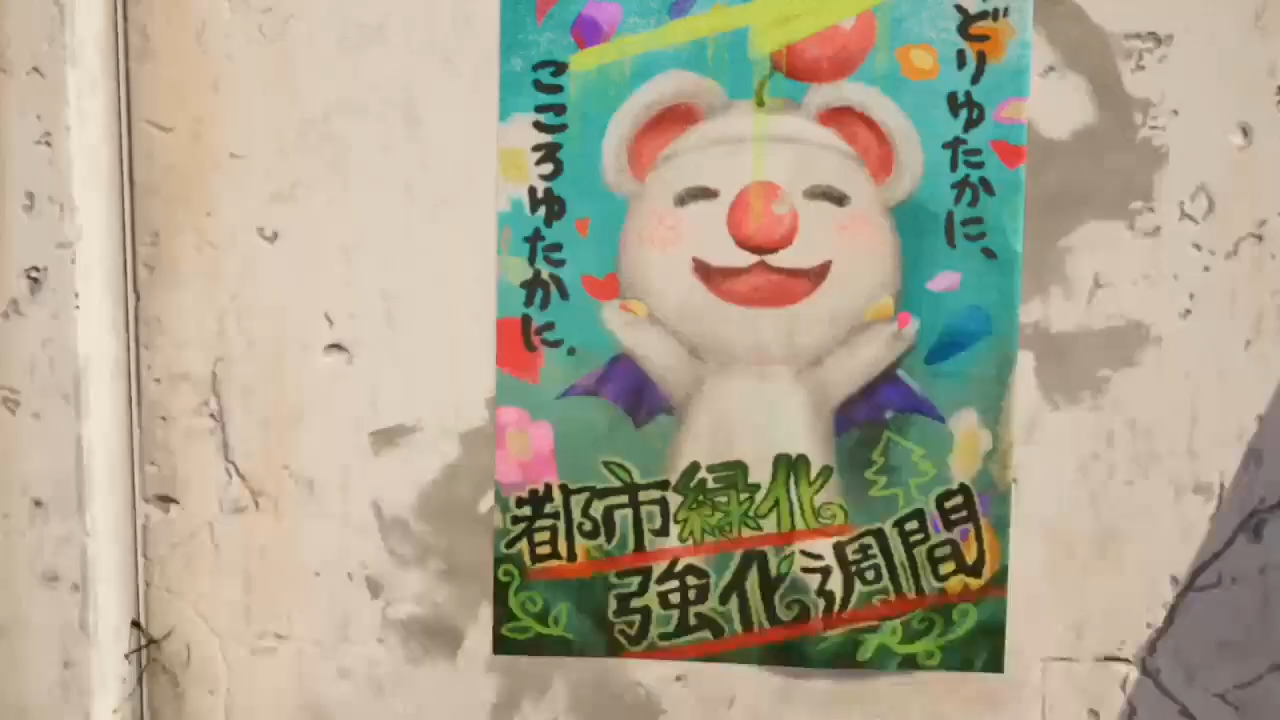 どりゆたかに、
こころゆたかに.
都市緑化
強化週間